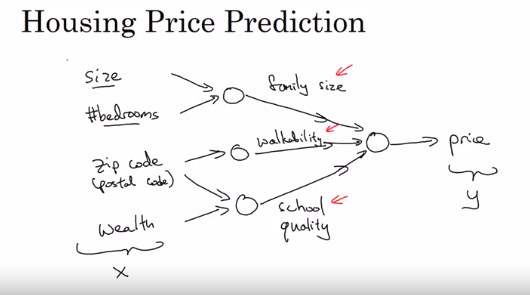 Housing Price Prediction
size
family size
#bedrooms
walkability
price
zip code
(postal code)
y
school
quality
wealth
x